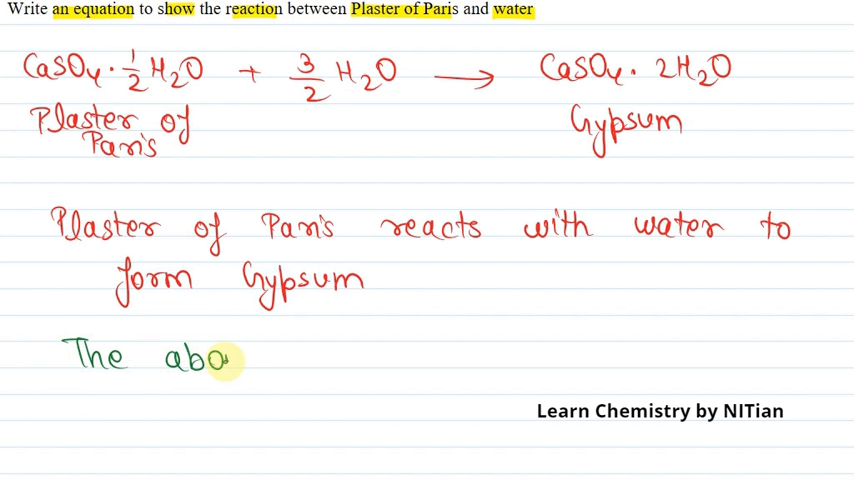 Write an equation to show the reaction between Plaster of Paris and water
CaSO₄ · 1/2 H₂O + 3/2 H₂O ⟶ CaSO₄ · 2H₂O
Plaster of Gypsum
Paris
Plaster of Paris reacts with water to
form Gypsum
The abo
Learn Chemistry by NITian